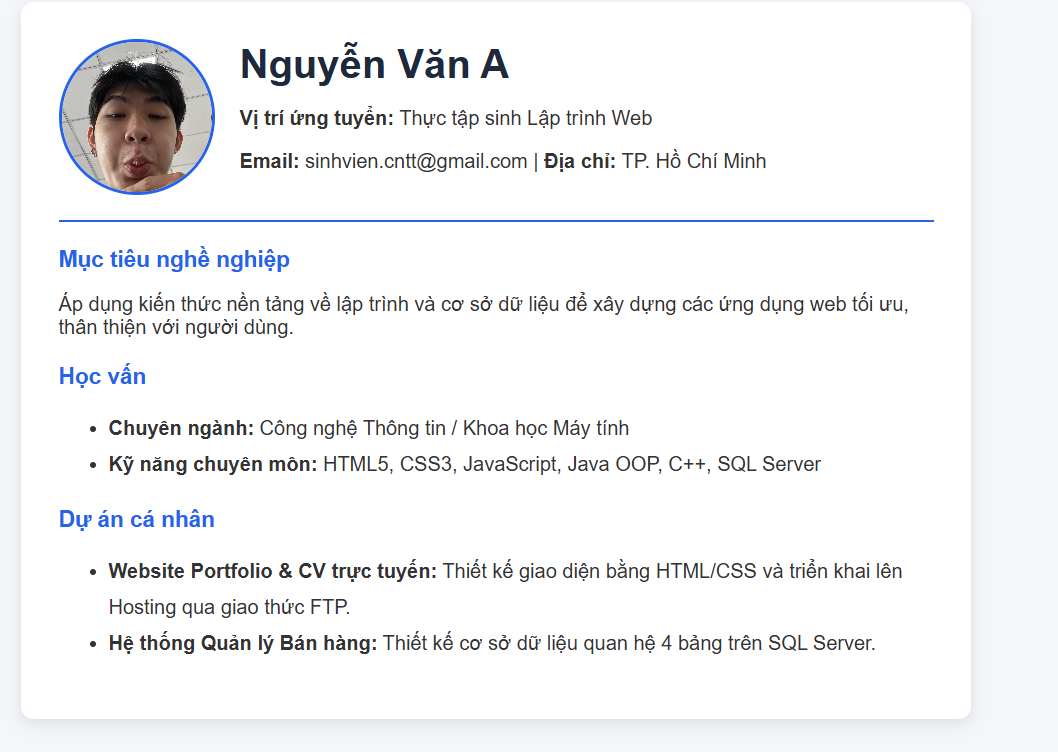 Nguyễn Văn A
Vị trí ứng tuyển: Thực tập sinh Lập trình Web
Email: sinhvien.cntt@gmail.com | Địa chỉ: TP. Hồ Chí Minh
Mục tiêu nghề nghiệp
Áp dụng kiến thức nền tảng về lập trình và cơ sở dữ liệu để xây dựng các ứng dụng web tối ưu,
thân thiện với người dùng.
Học vấn
• Chuyên ngành: Công nghệ Thông tin / Khoa học Máy tính
• Kỹ năng chuyên môn: HTML5, CSS3, JavaScript, Java OOP, C++, SQL Server
Dự án cá nhân
• Website Portfolio & CV trực tuyến: Thiết kế giao diện bằng HTML/CSS và triển khai lên
Hosting qua giao thức FTP.
• Hệ thống Quản lý Bán hàng: Thiết kế cơ sở dữ liệu quan hệ 4 bảng trên SQL Server.